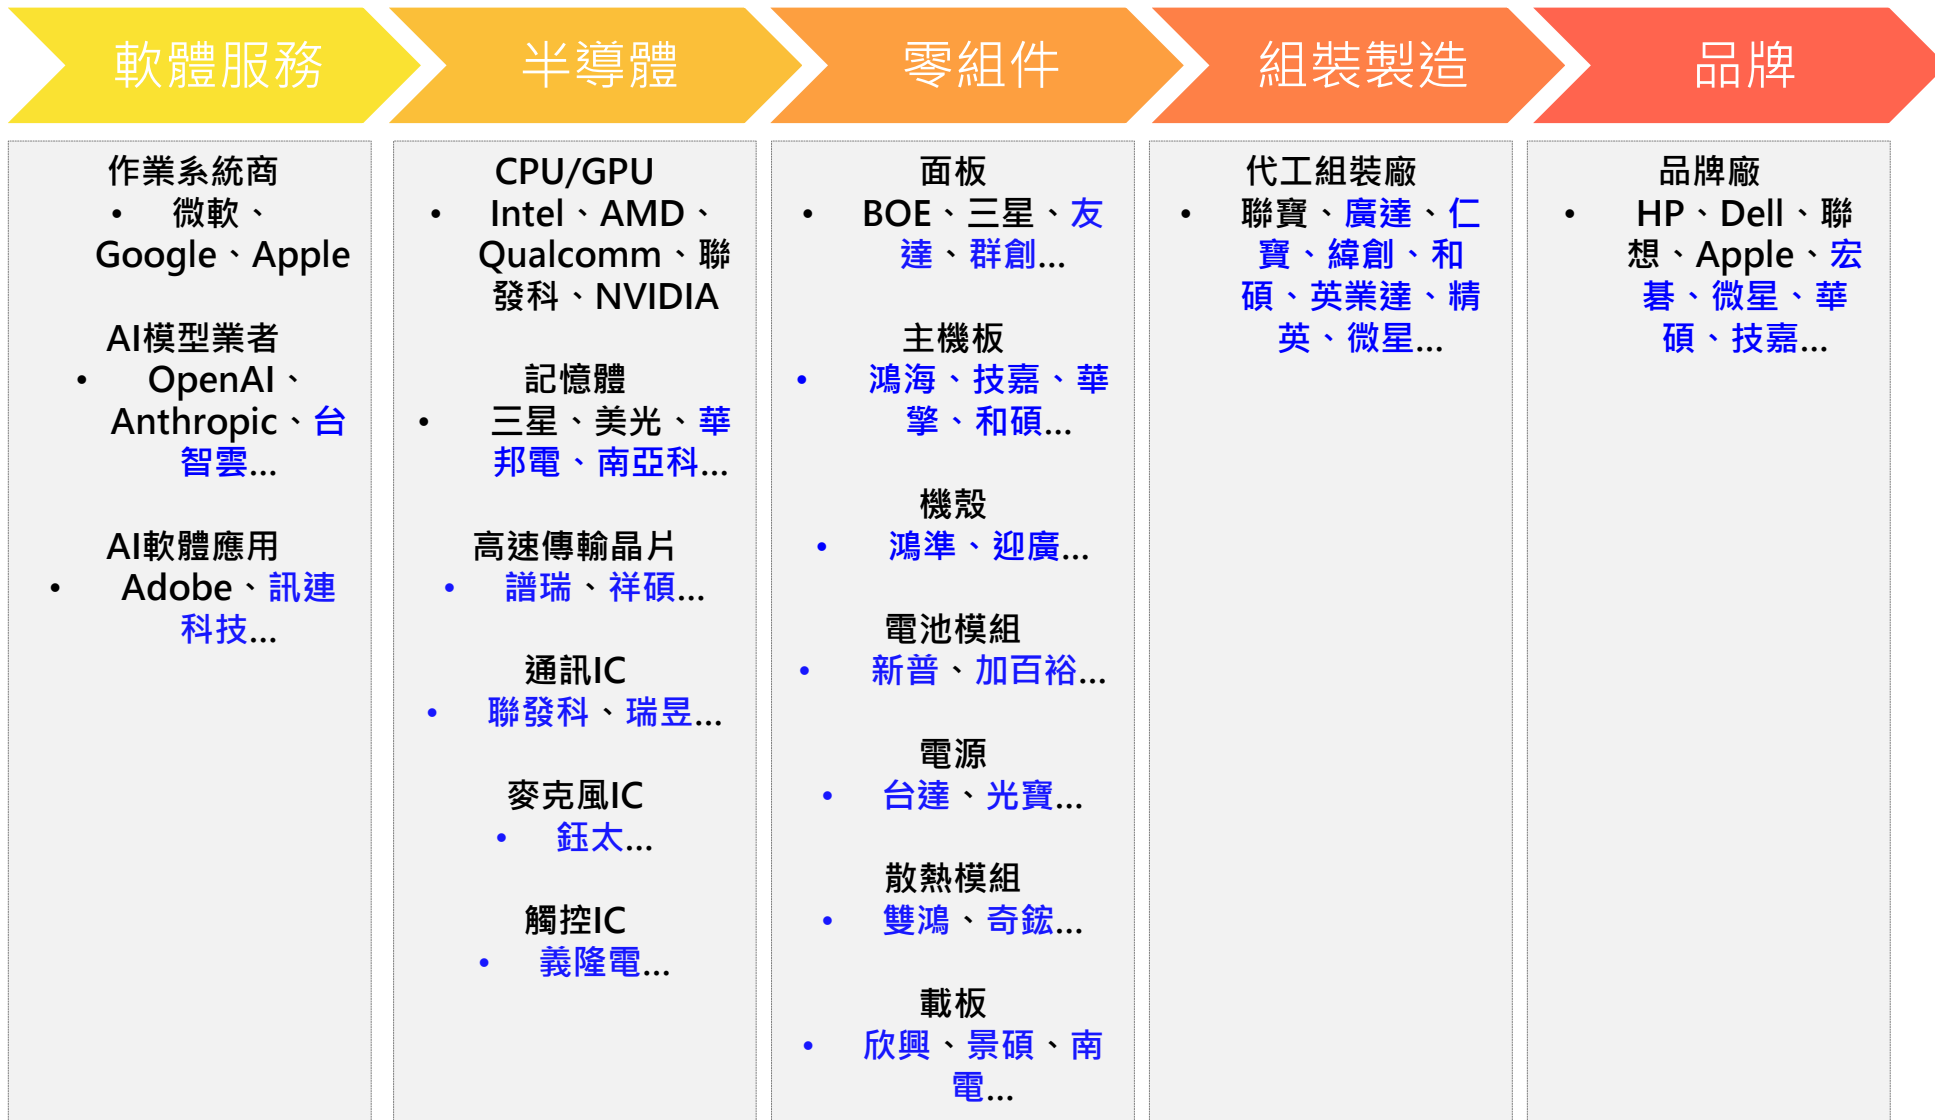 軟體服務
半導體
零組件
組裝製造
品牌
作業系統商
• 微軟、
Google、Apple
AI模型業者
• OpenAI、
Anthropic、台
智雲...
AI軟體應用
• Adobe、訊連
科技...
CPU/GPU
• Intel、AMD、
Qualcomm、聯
發科、NVIDIA
記憶體
• 三星、美光、華
邦電、南亞科...
高速傳輸晶片
• 譜瑞、祥碩...
通訊IC
• 聯發科、瑞昱...
麥克風IC
• 鈺太...
觸控IC
• 義隆電...
面板
• BOE、三星、友
達、群創...
主機板
• 鴻海、技嘉、華
擎、和碩...
機殼
• 鴻準、迎廣...
電池模組
• 新普、加百裕...
電源
• 台達、光寶...
散熱模組
• 雙鴻、奇鋐...
載板
• 欣興、景碩、南
電...
代工組裝廠
• 聯寶、廣達、仁
寶、緯創、和
碩、英業達、精
英、微星...
品牌廠
• HP、Dell、聯
想、Apple、宏
碁、微星、華
碩、技嘉...